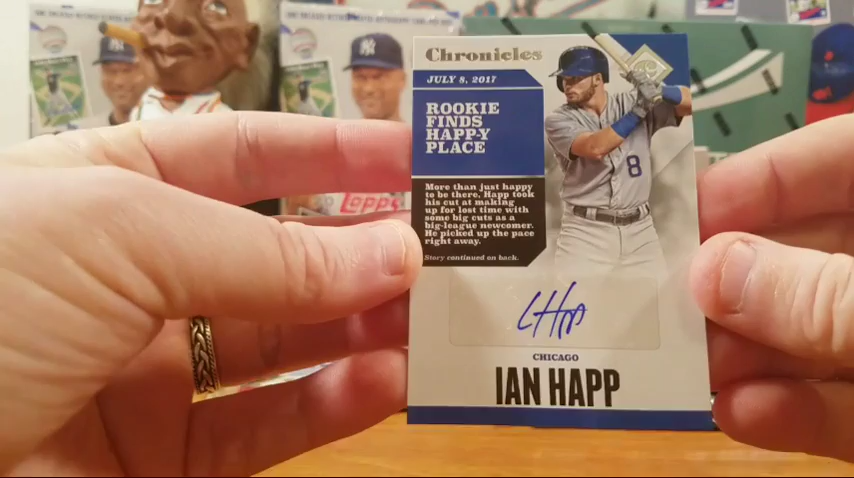 Chronicles
JULY 8, 2017
ROOKIE
FINDS
HAPP-Y
PLACE
More than just happy
to be there, Happ took
his cut at making
up for lost time with
some big cuts as a
big-league newcomer.
He picked up the pace
right away.
Story continued on back.
8
CHICAGO
IAN HAPP
Topps